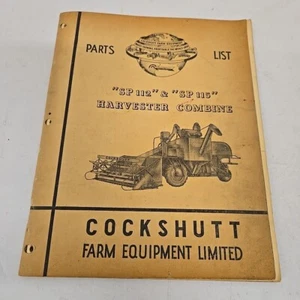 PARTS LIST
"SP 112" & "SP 115"
HARVESTER COMBINE
COCKSHUTT
FARM EQUIPMENT LIMITED